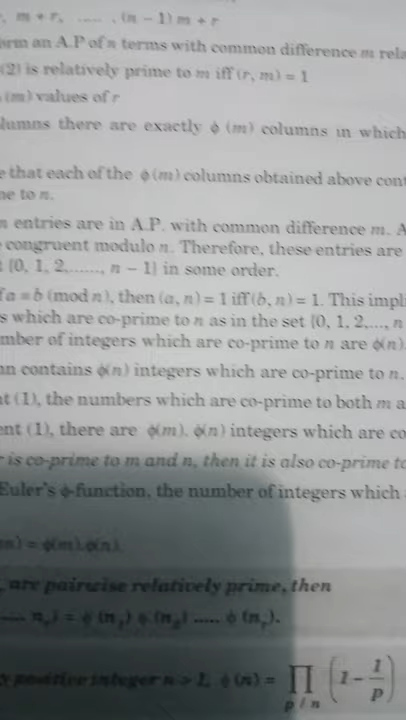 r, m + r, ..... , (n − 1) m + r
orm an A.P of n terms with common difference m rela
(2) is relatively prime to m iff (r, m) = 1
(m) values of r
lumns there are exactly ϕ (m) columns in which
e that each of the ϕ (m) columns obtained above cont
me to n.
n entries are in A.P. with common difference m. A
congruent modulo n. Therefore, these entries are
{0, 1, 2,......, n − 1} in some order.
f a ≡ b (mod n), then (a, n) = 1 iff (b, n) = 1. This impli
s which are co-prime to n as in the set {0, 1, 2,..., n
mber of integers which are co-prime to n are ϕ(n).
mn contains ϕ(n) integers which are co-prime to n.
nt (1), the numbers which are co-prime to both m a
ent (1), there are ϕ(m). ϕ(n) integers which are co
r is co-prime to m and n, then it is also co-prime to
Euler's ϕ-function, the number of integers which
mn) = ϕ(m).ϕ(n).
, are pairwise relatively prime, then
..... n_r) = ϕ (n_1) ϕ (n_2) ..... ϕ (n_r).
y positive integer n > 1, ϕ (n) = ∏ p / n (1 − 1/p)